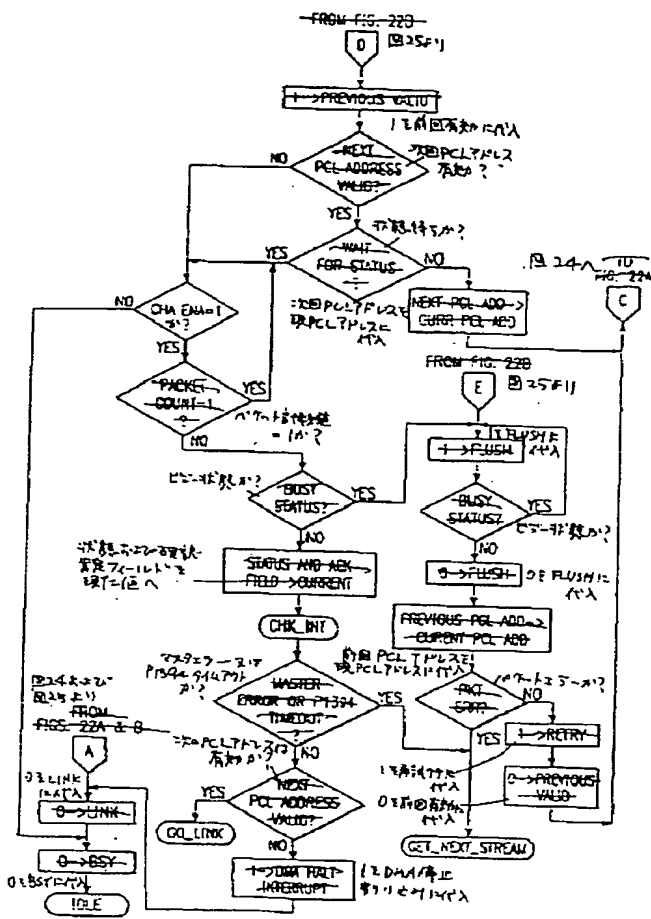 FROM FIG. 22D
D
図25より
1->PREVIOUS VALID
1を前回有効に代入
NEXT
PCL ADDRESS
VALID?
次回PCLアドレス
有効か?
NO
YES
状態待ちか?
WAIT
FOR STATUS
?
YES
NO
図24へ
TO
FIG. 22A
C
NEXT PCL ADD->
CURR PCL ADD
次回PCLアドレスを
現PCLアドレスに
代入
NO
CHA ENA=1
か?
YES
FROM FIG. 22B
E
図25より
PACKET
COUNT=1
?
YES
パケット計数値
=1か?
NO
1をFLUSHに
代入
1->FLUSH
ビジー状態か?
BUSY
STATUS?
YES
NO
BUSY
STATUS?
YES
ビジー状態か?
NO
STATUS AND ACK
FIELD->CURRENT
0->FLUSH
0をFLUSHに
代入
CHK_INT
PREVIOUS PCL ADD->
CURENT PCL ADD
前回PCLアドレスを
現PCLアドレスに代入
マスタエラー又は
P1394タイムアウト
か?
MASTER
ERROR OR P1394
TIMEOUT
?
YES
NO
パケットエラーか?
PKT
ERR?
NO
YES
1->RETRY
1を再試行に
代入
0->PREVIOUS
VALID
0を前回有効に
代入
GET_NEXT_STREAM
図24および
図25より
FROM
FIGS. 22A & B
A
次のPCLアドレスは
有効か?
NEXT
PCL ADDRESS
VALID?
YES
GO_LINK
NO
0をLINK
に代入
0->LINK
0->BSY
0をBSYに代入
IDLE
1->DMA HALT
INTERRUPT
1をDMA停止
割り込みに代入